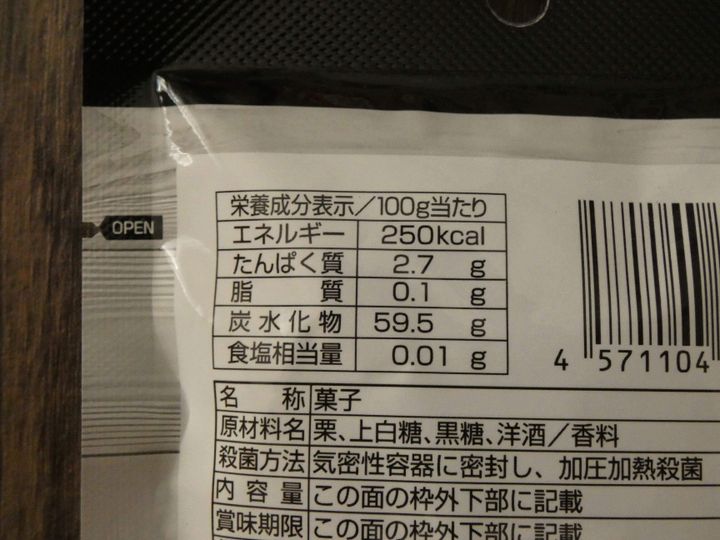 栄養成分表示／100g当たり
OPEN
エネルギー 250kcal
たんぱく質 2.7 g
脂質 0.1 g
炭水化物 59.5 g
食塩相当量 0.01 g
4 571104
名称 菓子
原材料名 栗、上白糖、黒糖、洋酒／香料
殺菌方法 気密性容器に密封し、加圧加熱殺菌
内容量 この面の枠外下部に記載
賞味期限 この面の枠外下部に記載